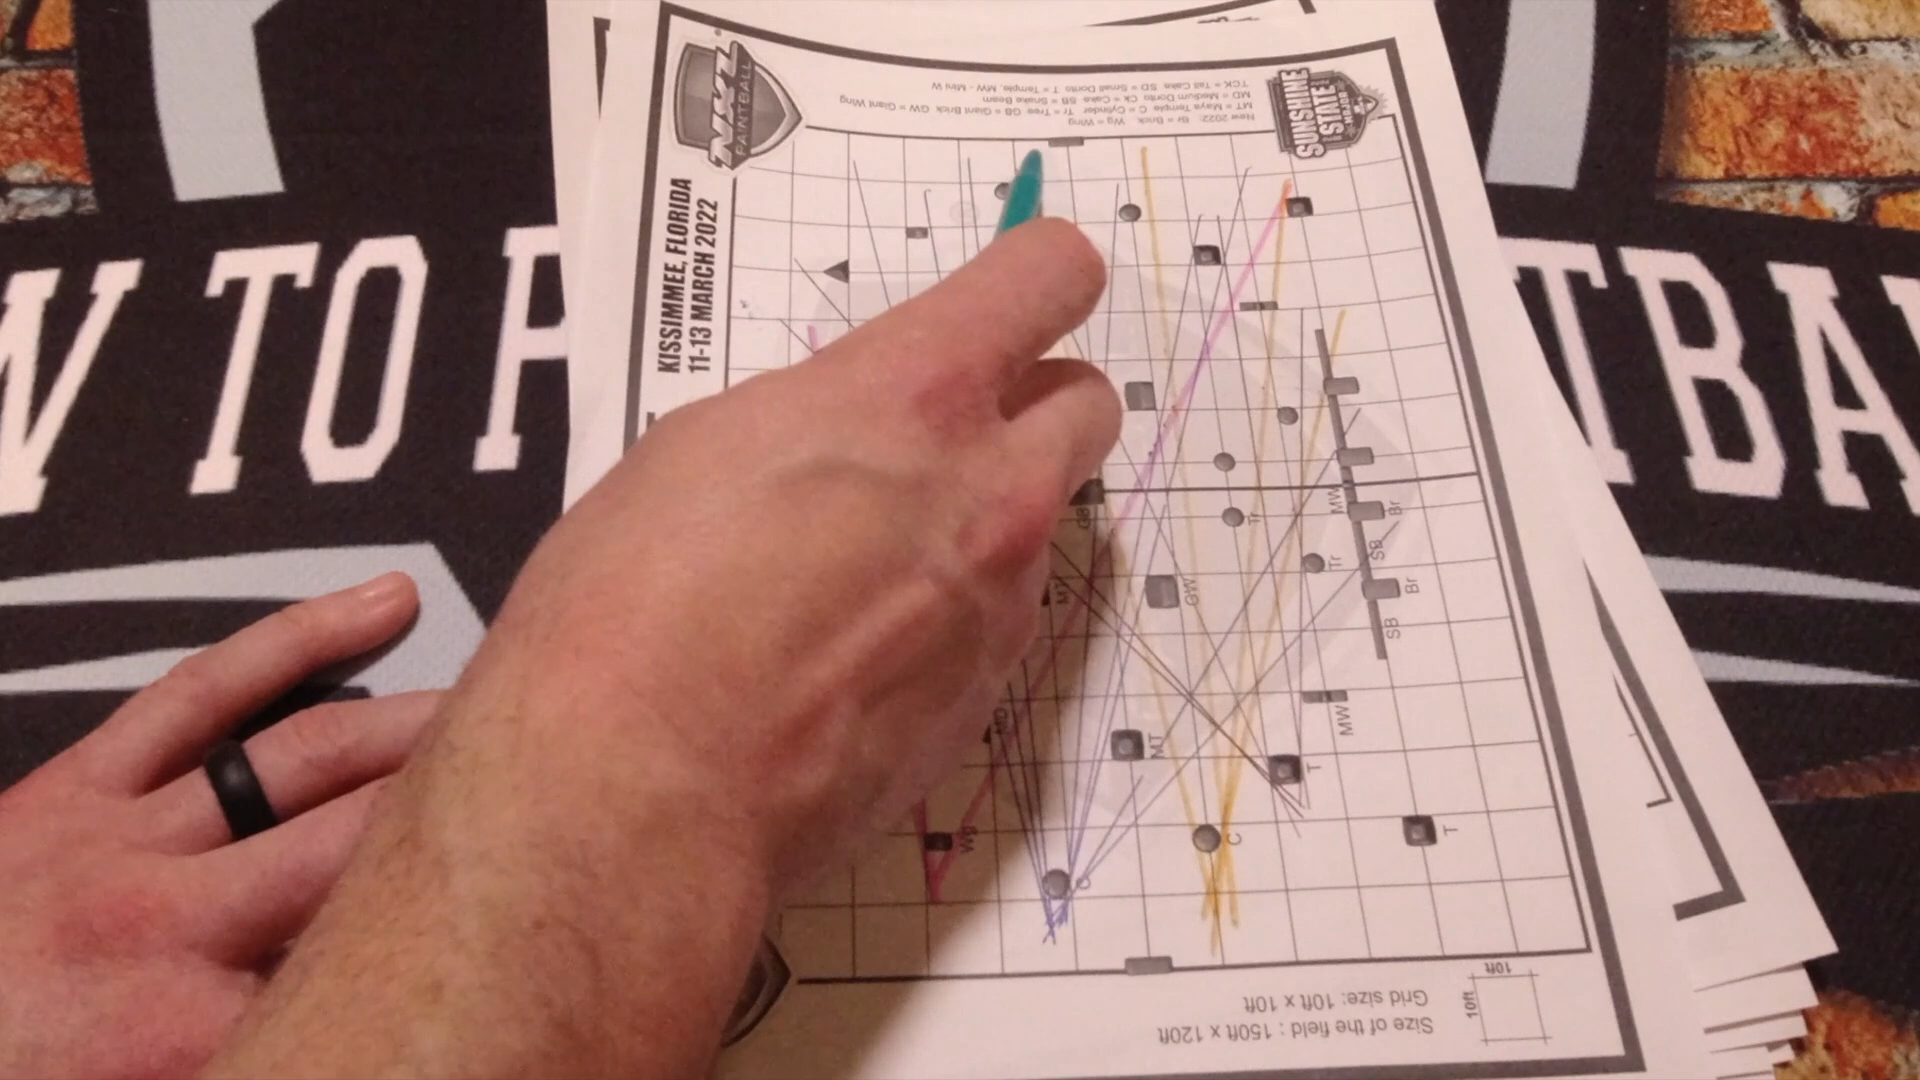 W TO P
TBA
NXL
PAINTBALL
KISSIMMEE, FLORIDA
11-13 MARCH 2022
SUNSHINE
STATE
MAJOR
New 2022: Br = Brick Wg = Wing
MT = Maya Temple C = Cylinder Tr = Tree GB = Giant Brick GW = Giant Wing
MD = Medium Dorito Ck = Cake SB = Snake Beam
TCK = Tall Cake SD = Small Dorito T = Temple, MW - Mini W
GB
Tr
MW
Br
SB
Tr
Br
SB
MT
GW
MD
MT
MW
T
Wg
C
C
T
Size of the field : 150ft x 120ft
Grid size: 10ft x 10ft
10ft
10ft